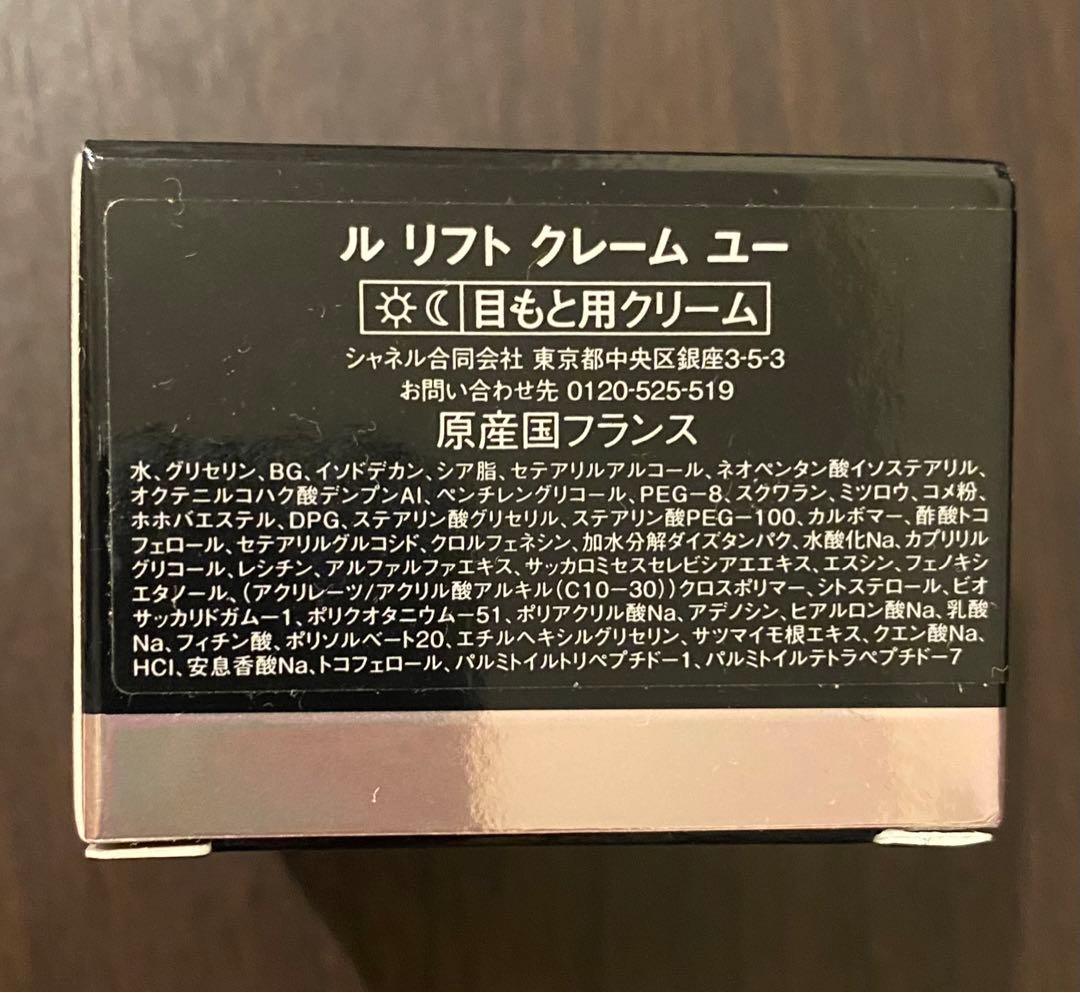 ル リフト クレーム ユー
目もと用クリーム
シャネル合同会社 東京都中央区銀座3-5-3
お問い合わせ先 0120-525-519
原産国フランス
水、グリセリン、BG、イソドデカン、シア脂、セテアリルアルコール、ネオペンタン酸イソステアリル、
オクテニルコハク酸デンプンAl、ペンチレングリコール、PEG-8、スクワラン、ミツロウ、コメ粉、
ホホバエステル、DPG、ステアリン酸グリセリル、ステアリン酸PEG-100、カルボマー、酢酸トコ
フェロール、セテアリルグルコシド、クロルフェネシン、加水分解ダイズタンパク、水酸化Na、カプリリル
グリコール、レシチン、アルファルファエキス、サッカロミセスセレビシアエエキス、エスシン、フェノキシ
エタノール、（アクリレーツ/アクリル酸アルキル（C10-30））クロスポリマー、シトステロール、ビオ
サッカリドガム-1、ポリクオタニウム-51、ポリアクリル酸Na、アデノシン、ヒアルロン酸Na、乳酸
Na、フィチン酸、ポリソルベート20、エチルヘキシルグリセリン、サツマイモ根エキス、クエン酸Na、
HCl、安息香酸Na、トコフェロール、パルミトイルトリペプチド-1、パルミトイルテトラペプチド-7